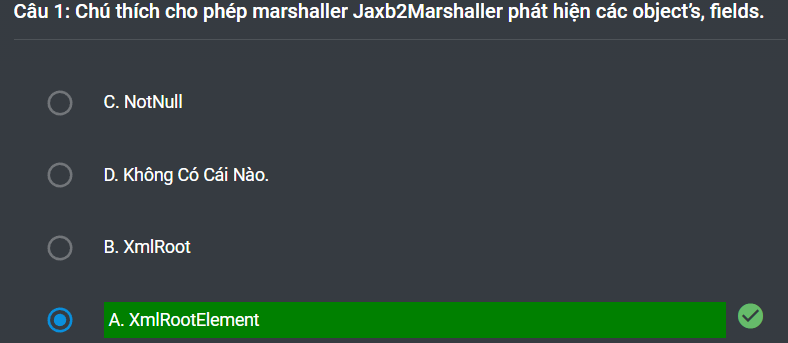 Câu 1: Chú thích cho phép marshaller Jaxb2Marshaller phát hiện các object’s, fields.
C. NotNull
D. Không Có Cái Nào.
B. XmlRoot
A. XmlRootElement